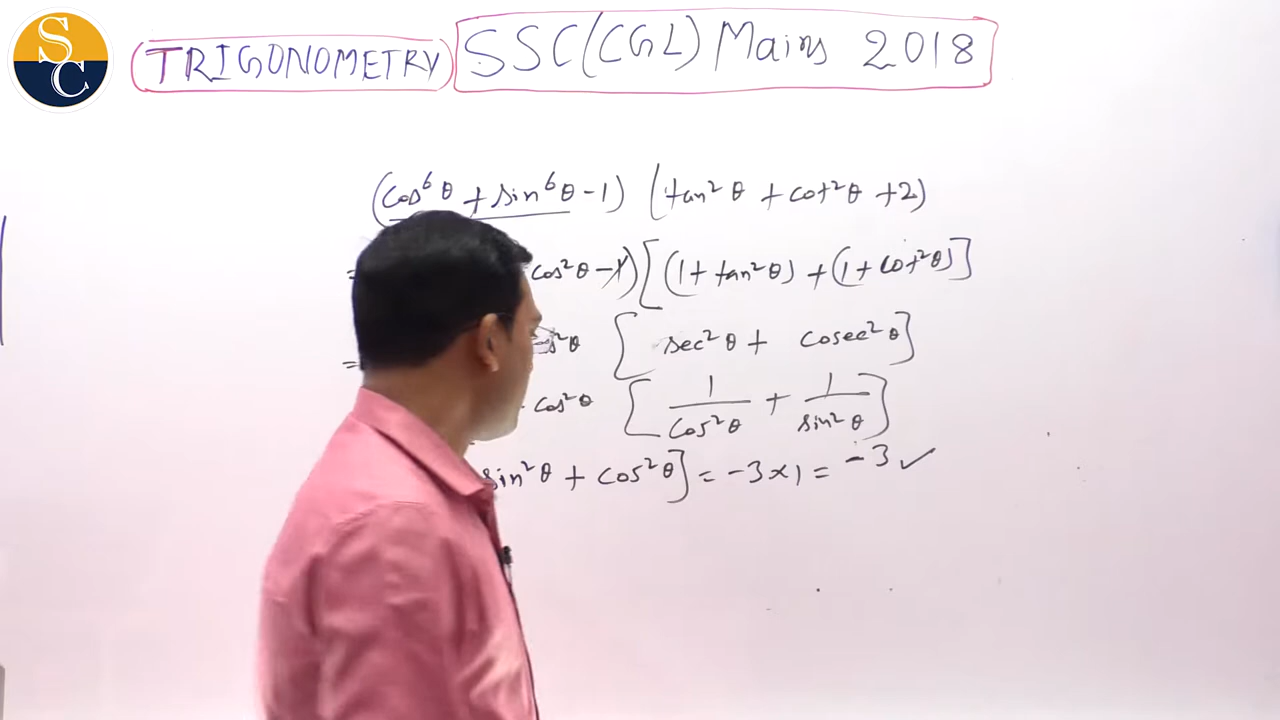 S
C
(TRIGONOMETRY) SSC(CGL) Mains 2018
(cos⁶θ + sin⁶θ - 1) (tan²θ + cot²θ + 2)
= cos²θ - 1) [(1 + tan²θ) + (1 + cot²θ)]
= cos²θ [sec²θ + cosec²θ]
cos²θ [1/cos²θ + 1/sin²θ]
sin²θ + cos²θ] = -3×1 = -3 ✓